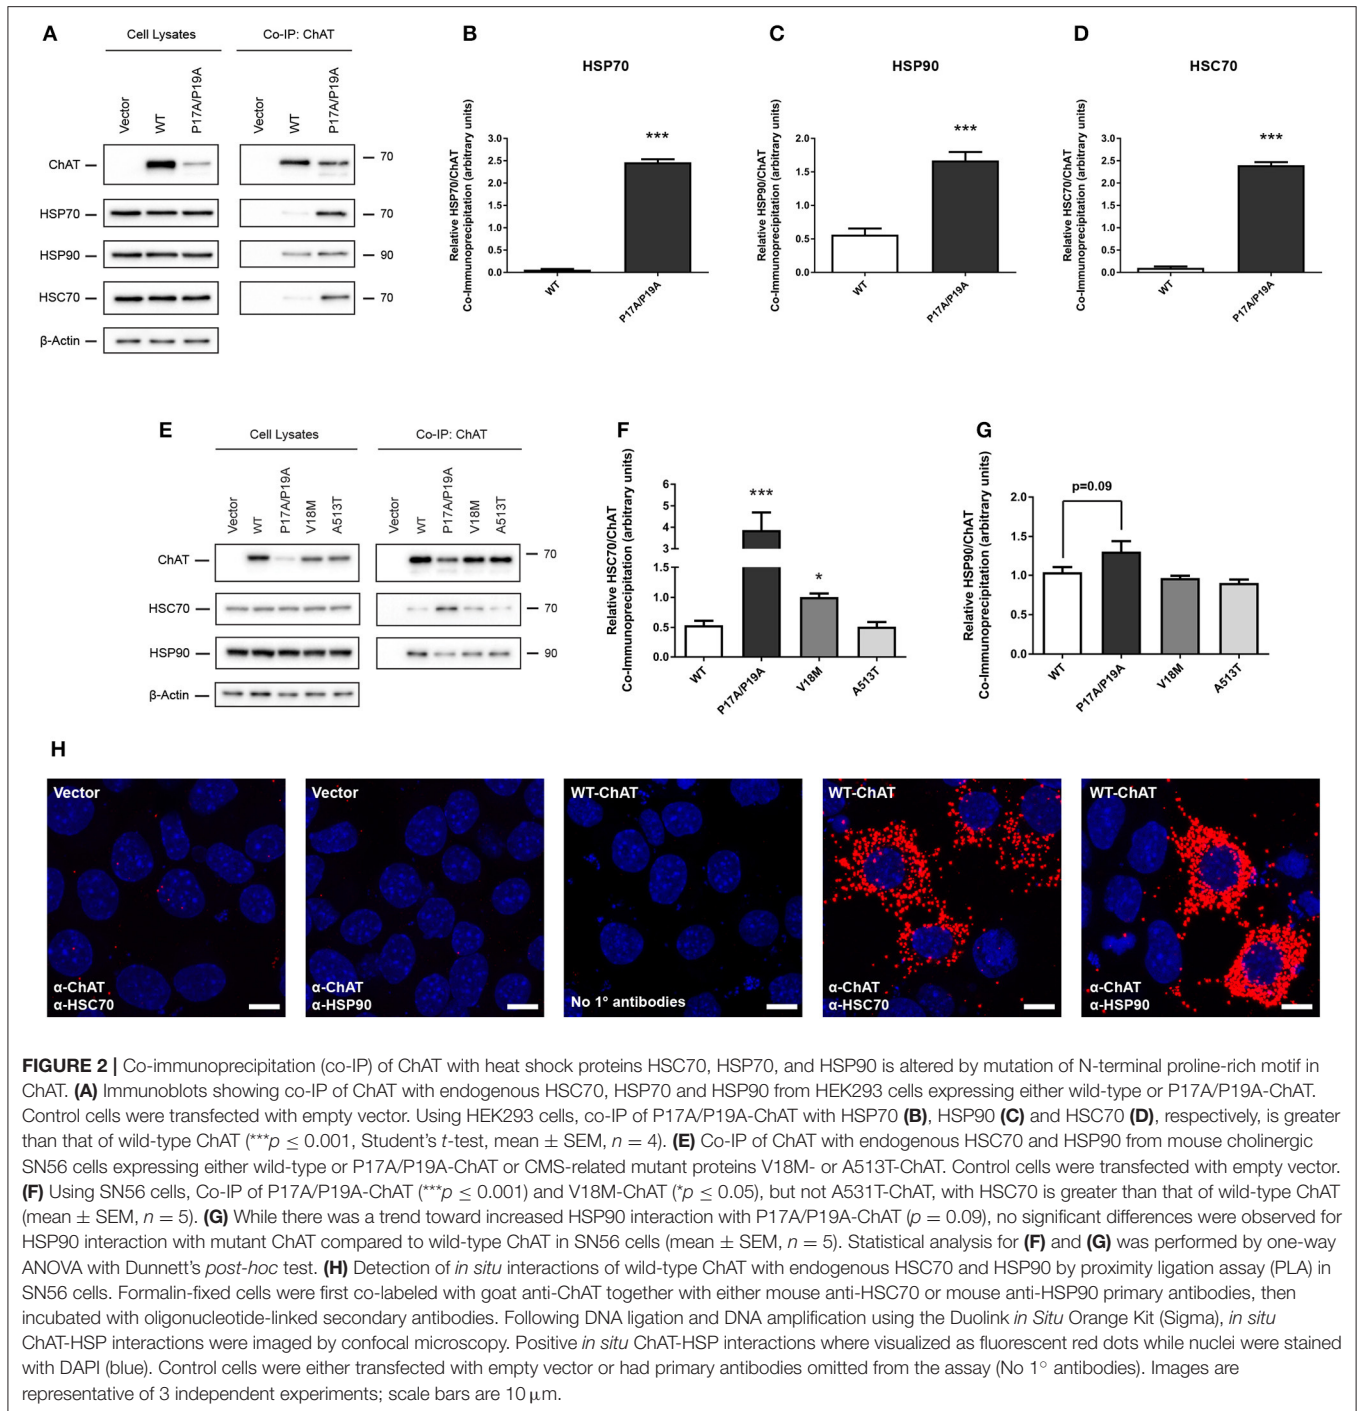 A
Cell Lysates
Co-IP: ChAT
Vector
WT
P17A/P19A
Vector
WT
P17A/P19A
ChAT
70
HSP70
70
HSP90
90
HSC70
70
β-Actin
B
HSP70
Relative HSP70/ChAT
Co-Immunoprecipitation (arbitrary units)
3.0
2.5
2.0
1.5
1.0
0.5
0.0
***
WT
P17A/P19A
C
HSP90
Relative HSP90/ChAT
Co-Immunoprecipitation (arbitrary units)
2.0
1.5
1.0
0.5
0.0
***
WT
P17A/P19A
D
HSC70
Relative HSC70/ChAT
Co-Immunoprecipitation (arbitrary units)
3.0
2.5
2.0
1.5
1.0
0.5
0.0
***
WT
P17A/P19A
E
Cell Lysates
Co-IP: ChAT
Vector
WT
P17A/P19A
V18M
A513T
Vector
WT
P17A/P19A
V18M
A513T
ChAT
70
HSC70
70
HSP90
90
β-Actin
F
Relative HSC70/ChAT
Co-Immunoprecipitation (arbitrary units)
6
5
4
3
1.5
1.0
0.5
0.0
***
*
WT
P17A/P19A
V18M
A513T
G
Relative HSP90/ChAT
Co-Immunoprecipitation (arbitrary units)
2.0
1.5
1.0
0.5
0.0
p=0.09
WT
P17A/P19A
V18M
A513T
H
Vector
α-ChAT
α-HSC70
Vector
α-ChAT
α-HSP90
WT-ChAT
No 1° antibodies
WT-ChAT
α-ChAT
α-HSC70
WT-ChAT
α-ChAT
α-HSP90
FIGURE 2 | Co-immunoprecipitation (co-IP) of ChAT with heat shock proteins HSC70, HSP70, and HSP90 is altered by mutation of N-terminal proline-rich motif in
ChAT. (A) Immunoblots showing co-IP of ChAT with endogenous HSC70, HSP70 and HSP90 from HEK293 cells expressing either wild-type or P17A/P19A-ChAT.
Control cells were transfected with empty vector. Using HEK293 cells, co-IP of P17A/P19A-ChAT with HSP70 (B), HSP90 (C) and HSC70 (D), respectively, is greater
than that of wild-type ChAT (***p ≤ 0.001, Student's t-test, mean ± SEM, n = 4). (E) Co-IP of ChAT with endogenous HSC70 and HSP90 from mouse cholinergic
SN56 cells expressing either wild-type or P17A/P19A-ChAT or CMS-related mutant proteins V18M- or A513T-ChAT. Control cells were transfected with empty vector.
(F) Using SN56 cells, Co-IP of P17A/P19A-ChAT (***p ≤ 0.001) and V18M-ChAT (*p ≤ 0.05), but not A531T-ChAT, with HSC70 is greater than that of wild-type ChAT
(mean ± SEM, n = 5). (G) While there was a trend toward increased HSP90 interaction with P17A/P19A-ChAT (p = 0.09), no significant differences were observed for
HSP90 interaction with mutant ChAT compared to wild-type ChAT in SN56 cells (mean ± SEM, n = 5). Statistical analysis for (F) and (G) was performed by one-way
ANOVA with Dunnett's post-hoc test. (H) Detection of in situ interactions of wild-type ChAT with endogenous HSC70 and HSP90 by proximity ligation assay (PLA) in
SN56 cells. Formalin-fixed cells were first co-labeled with goat anti-ChAT together with either mouse anti-HSC70 or mouse anti-HSP90 primary antibodies, then
incubated with oligonucleotide-linked secondary antibodies. Following DNA ligation and DNA amplification using the Duolink in Situ Orange Kit (Sigma), in situ
ChAT-HSP interactions were imaged by confocal microscopy. Positive in situ ChAT-HSP interactions where visualized as fluorescent red dots while nuclei were stained
with DAPI (blue). Control cells were either transfected with empty vector or had primary antibodies omitted from the assay (No 1° antibodies). Images are
representative of 3 independent experiments; scale bars are 10 μm.